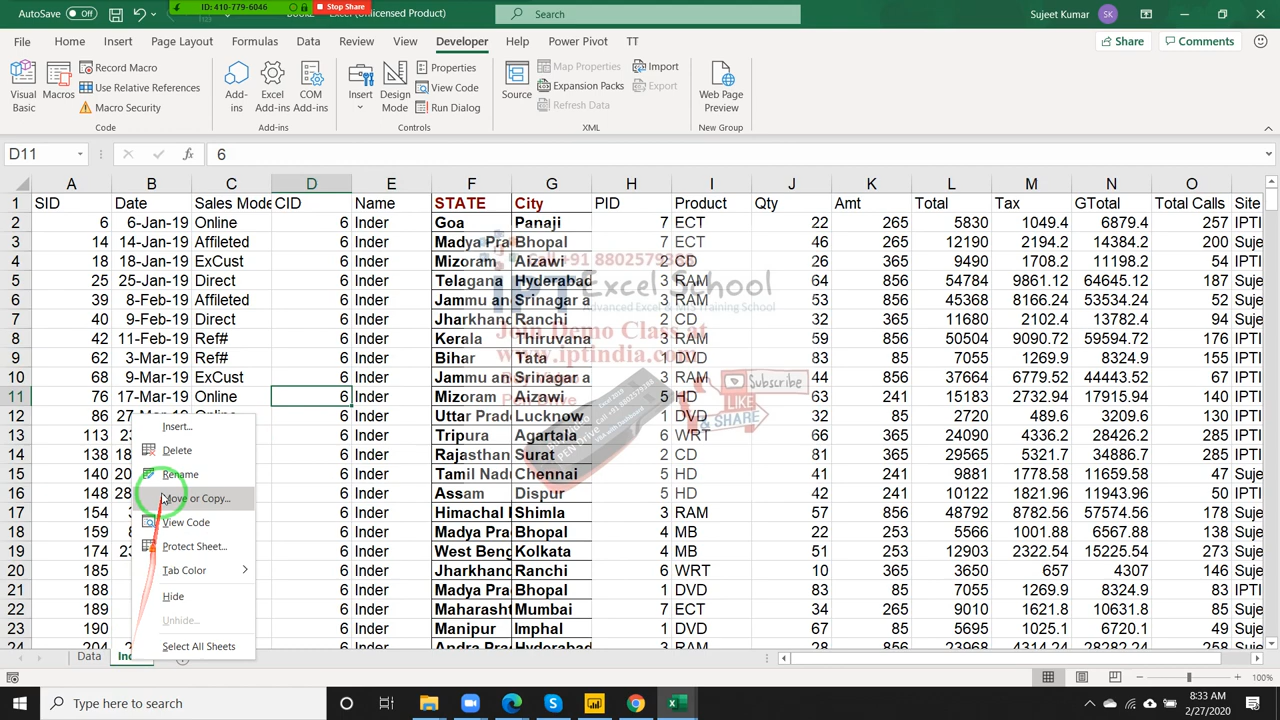 AutoSave Off ID: 410-779-6046 Stop Share Excel (Unlicensed Product) Search Sujeet Kumar SK
File Home Insert Page Layout Formulas Data Review View Developer Help Power Pivot TT Share Comments
Visual Basic Macros Record Macro Use Relative References Macro Security Code
Add-ins Excel Add-ins COM Add-ins Add-ins
Insert Design Mode Properties View Code Run Dialog Controls
Source Map Properties Expansion Packs Refresh Data Import Export XML
Web Page Preview New Group
D11 fx 6
A B C D E F G H I J K L M N O
1 SID Date Sales Mode CID Name STATE City PID Product Qty Amt Total Tax GTotal Total Calls Site
2 6 6-Jan-19 Online 6 Inder Goa Panaji 7 ECT 22 265 5830 1049.4 6879.4 257 IPTI
3 14 14-Jan-19 Affileted 6 Inder Madya Pra Bhopal 7 ECT 46 265 12190 2194.2 14384.2 200 Suje
4 18 18-Jan-19 ExCust 6 Inder Mizoram Aizawi 2 CD 26 365 9490 1708.2 11198.2 54 IPTI
5 25 25-Jan-19 Direct 6 Inder Telagana Hyderabad 3 RAM 64 856 54784 9861.12 64645.12 187 Suje
6 39 8-Feb-19 Affileted 6 Inder Jammu an Srinagar a 3 RAM 53 856 45368 8166.24 53534.24 52 IPTI
7 40 9-Feb-19 Direct 6 Inder Jharkhand Ranchi 2 CD 32 365 11680 2102.4 13782.4 94 Suje
8 42 11-Feb-19 Ref# 6 Inder Kerala Thiruvana 3 RAM 59 856 50504 9090.72 59594.72 176 IPTI
9 62 3-Mar-19 Ref# 6 Inder Bihar Tata 1 DVD 83 85 7055 1269.9 8324.9 155 Suje
10 68 9-Mar-19 ExCust 6 Inder Jammu an Srinagar a 3 RAM 44 856 37664 6779.52 44443.52 67 IPTI
11 76 17-Mar-19 Online 6 Inder Mizoram Aizawi 5 HD 63 241 15183 2732.94 17915.94 140 Suje
12 86 27-Mar-19 Online 6 Inder Uttar Prad Lucknow 1 DVD 32 85 2720 489.6 3209.6 130 IPTI
13 113 23 6 Inder Tripura Agartala 6 WRT 66 365 24090 4336.2 28426.2 285 Suje
14 138 18 6 Inder Rajasthan Surat 2 CD 81 365 29565 5321.7 34886.7 285 IPTI
15 140 20 6 Inder Tamil Nad Chennai 5 HD 41 241 9881 1778.58 11659.58 47 Suje
16 148 28 6 Inder Assam Dispur 5 HD 42 241 10122 1821.96 11943.96 50 IPTI
17 154 6 Inder Himachal Shimla 3 RAM 57 856 48792 8782.56 57574.56 178 Suje
18 155 6 Inder Madya Pra Bhopal 4 MB 22 253 5566 1001.88 6567.88 138 IPTI
19 174 23 6 Inder West Beng Kolkata 4 MB 51 253 12903 2322.54 15225.54 273 Suje
20 185 6 Inder Jharkhand Ranchi 6 WRT 10 365 3650 657 4307 146 IPTI
21 188 6 Inder Madya Pra Bhopal 1 DVD 83 85 7055 1269.9 8324.9 62 Suje
22 189 6 Inder Maharasht Mumbai 7 ECT 34 265 9010 1621.8 10631.8 85 IPTI
23 190 6 Inder Manipur Imphal 1 DVD 67 85 5695 1025.1 6720.1 48 Suje
24 204 6 Inder Andra Prad Srinagar 3 RAM 28 856 23968 4314.24 28282.24 258 IPTI
Call +91 880257938
IPT Excel School
Advanced Excel & MIS Training School
Join Demo Class at
www.iptindia.com
Subscribe
LIKE
& SHARE
Insert...
Delete
Rename
Move or Copy...
View Code
Protect Sheet...
Tab Color
Hide
Unhide...
Select All Sheets
Data
100%
Type here to search 8:33 AM
2/27/2020